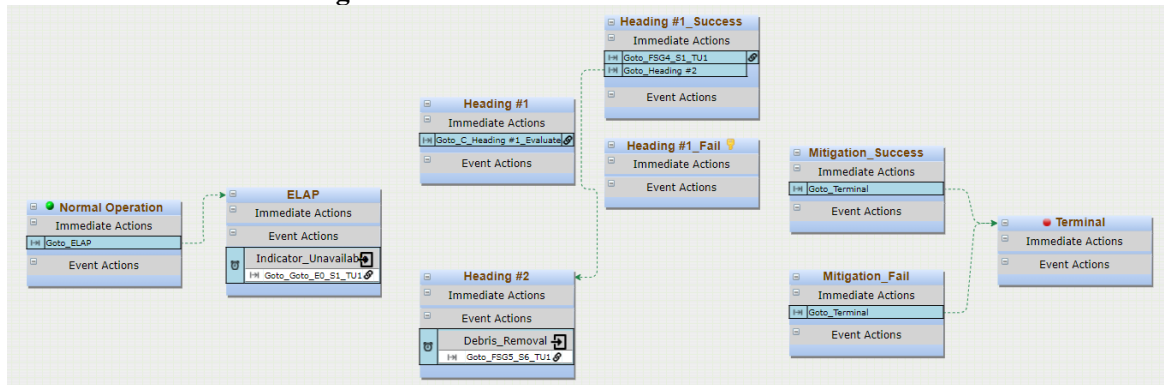 Normal Operation
Immediate Actions
Goto_ELAP
Event Actions
ELAP
Immediate Actions
Event Actions
Indicator_Unavailab
Goto_Goto_E0_S1_TU1
Heading #1
Immediate Actions
Goto_C_Heading #1_Evaluate
Event Actions
Heading #2
Immediate Actions
Event Actions
Debris_Removal
Goto_FSG5_S6_TU1
Heading #1_Success
Immediate Actions
Goto_FSG4_S1_TU1
Goto_Heading #2
Event Actions
Heading #1_Fail
Immediate Actions
Event Actions
Mitigation_Success
Immediate Actions
Goto_Terminal
Event Actions
Mitigation_Fail
Immediate Actions
Goto_Terminal
Event Actions
Terminal
Immediate Actions
Event Actions